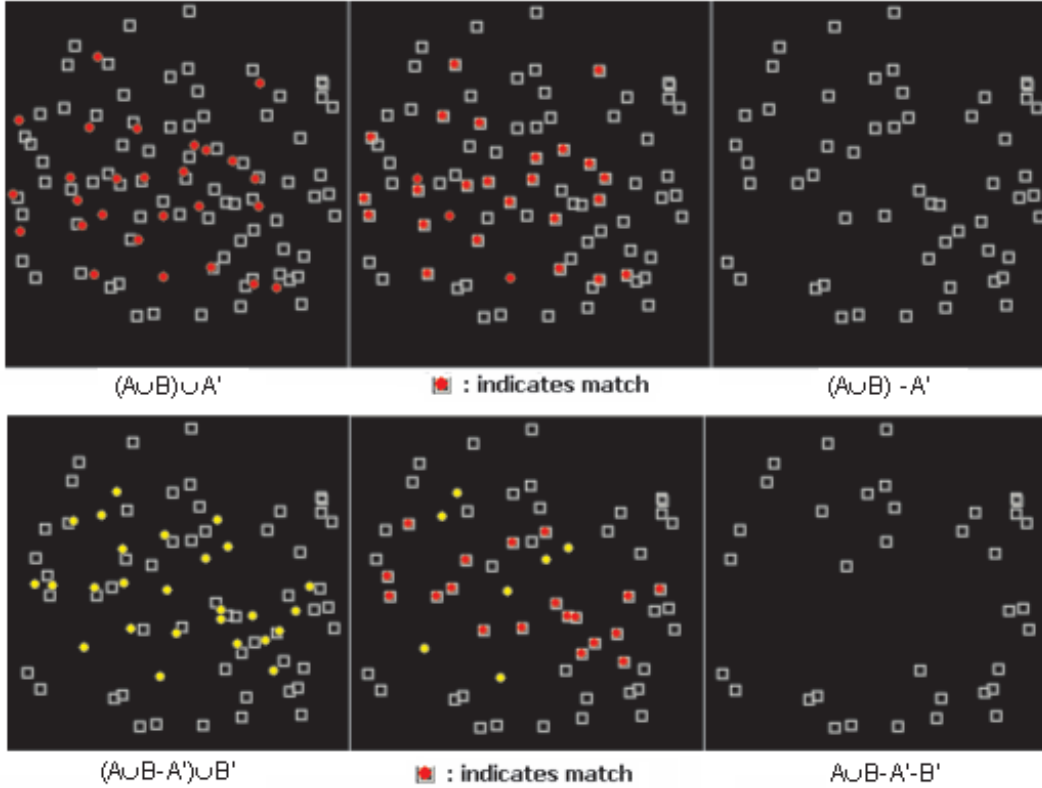 (A∪B)∪A'
: indicates match
(A∪B) -A'
(A∪B-A')∪B'
: indicates match
A∪B-A'-B'